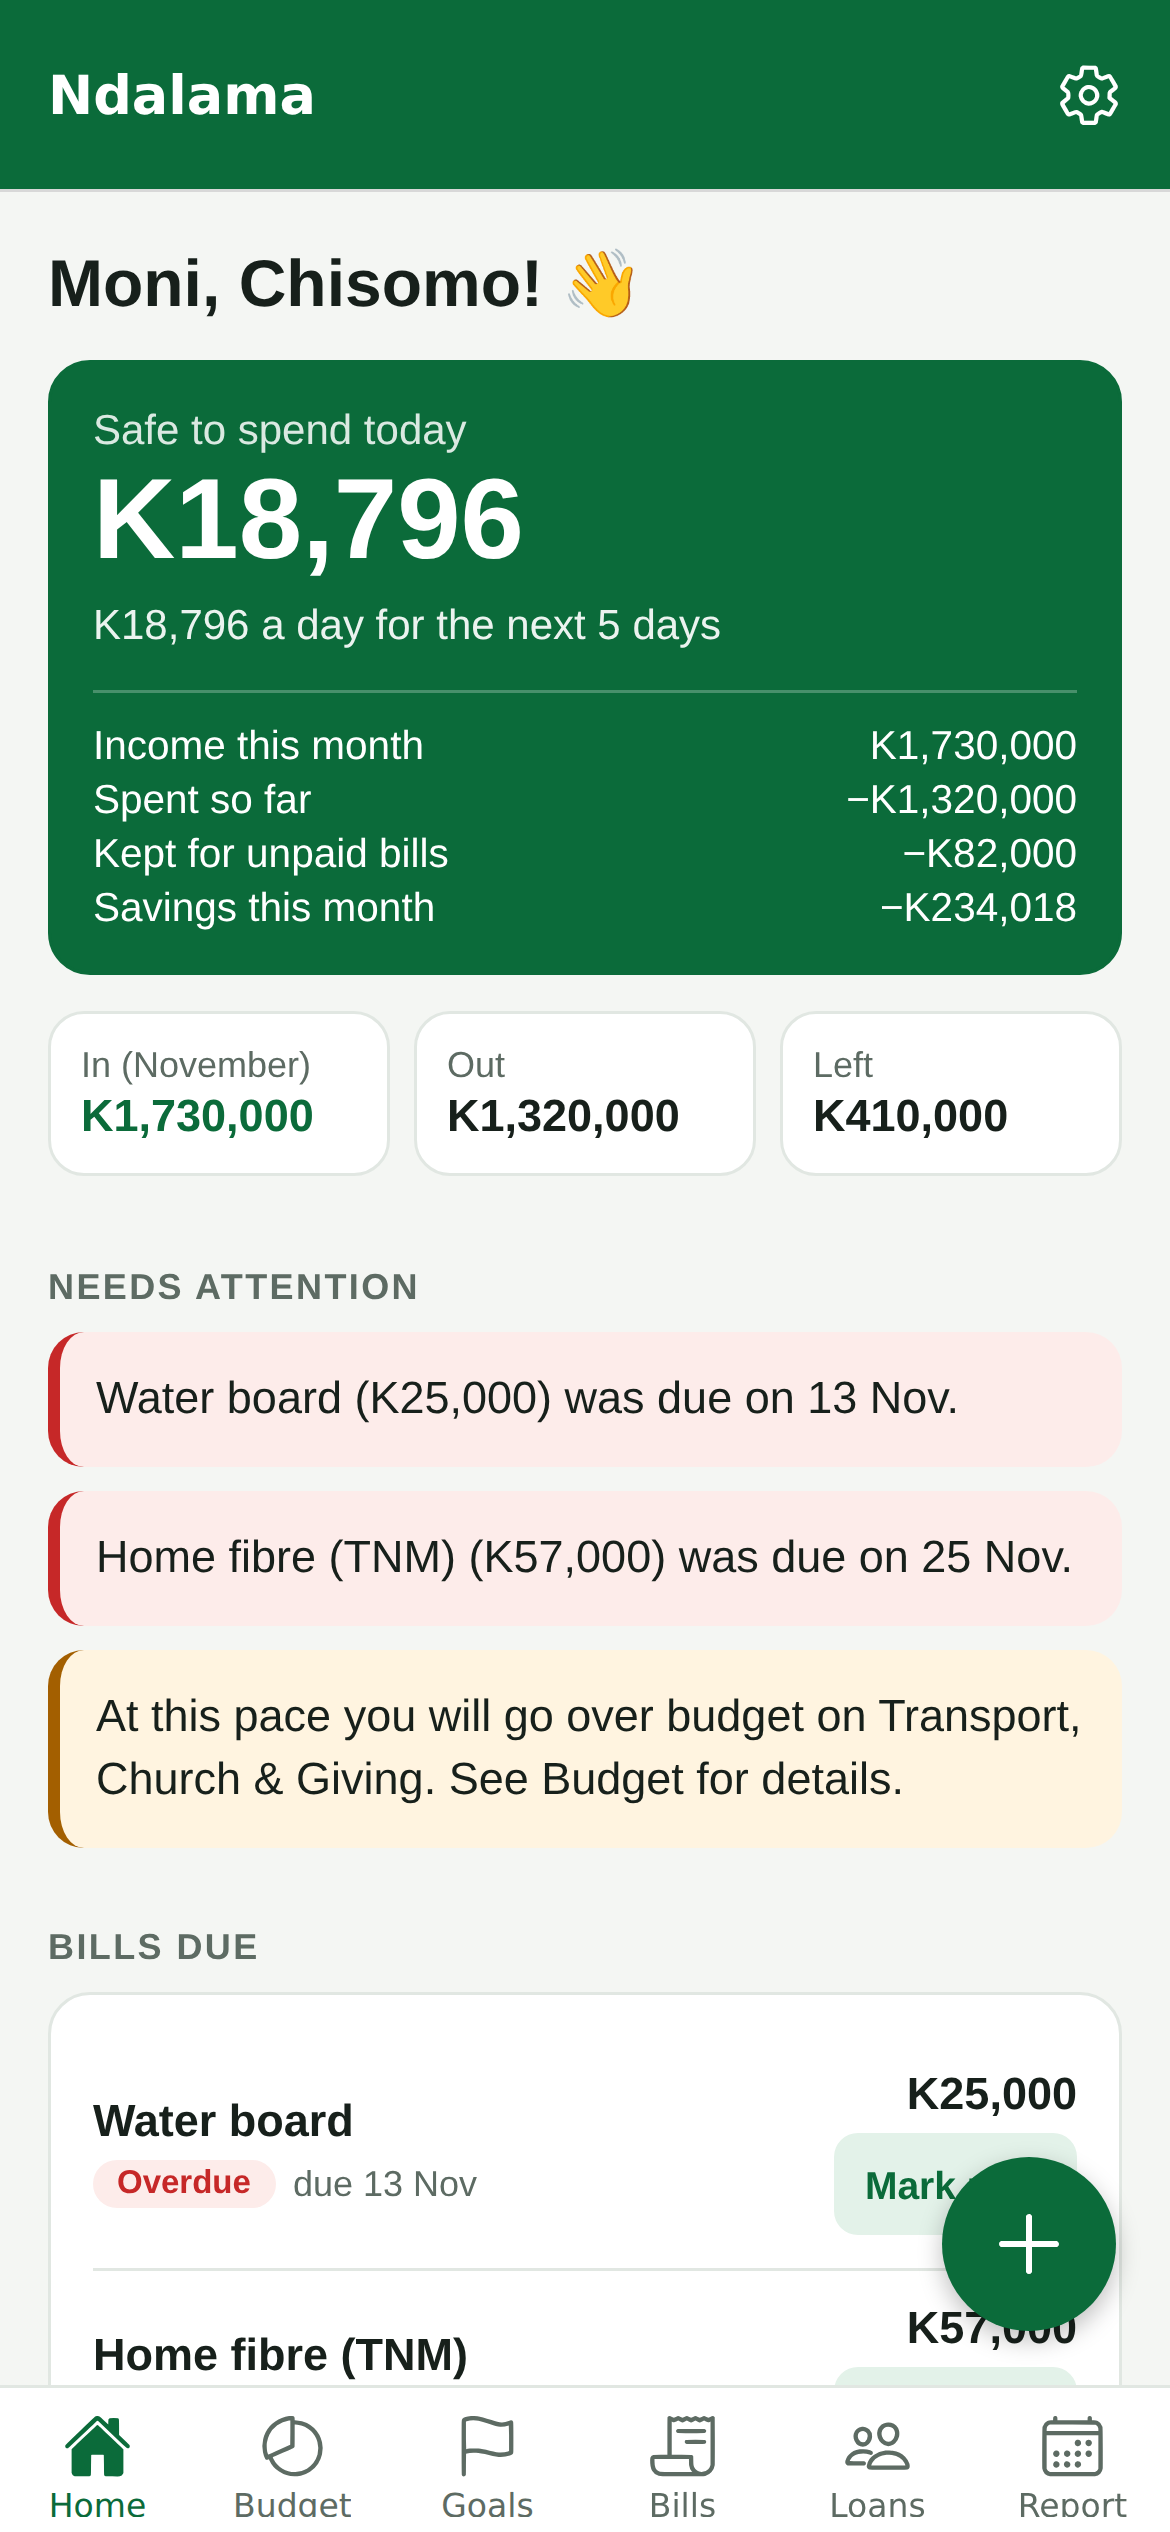 Ndalama
Moni, Chisomo! 👋
Safe to spend today
K18,796
K18,796 a day for the next 5 days
Income this month K1,730,000
Spent so far −K1,320,000
Kept for unpaid bills −K82,000
Savings this month −K234,018
In (November) Out Left
K1,730,000 K1,320,000 K410,000
NEEDS ATTENTION
Water board (K25,000) was due on 13 Nov.
Home fibre (TNM) (K57,000) was due on 25 Nov.
At this pace you will go over budget on Transport,
Church & Giving. See Budget for details.
BILLS DUE
K25,000
Water board
Overdue due 13 Nov
Mark
K57,000
Home fibre (TNM)
Home Budget Goals Bills Loans Report